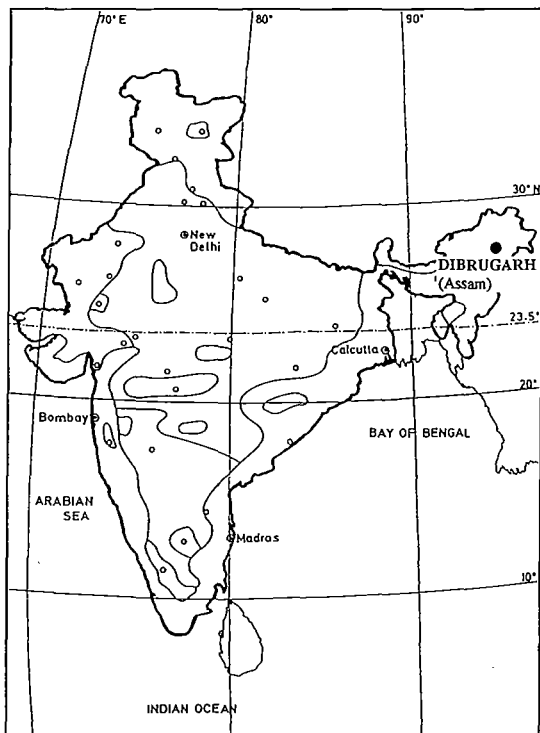 70° E
80°
90°
30° N
New
Delhi
DIBRUGARH
(Assam)
23.5°
Calcutta
20°
Bombay
BAY OF BENGAL
ARABIAN
SEA
Madras
10°
INDIAN OCEAN